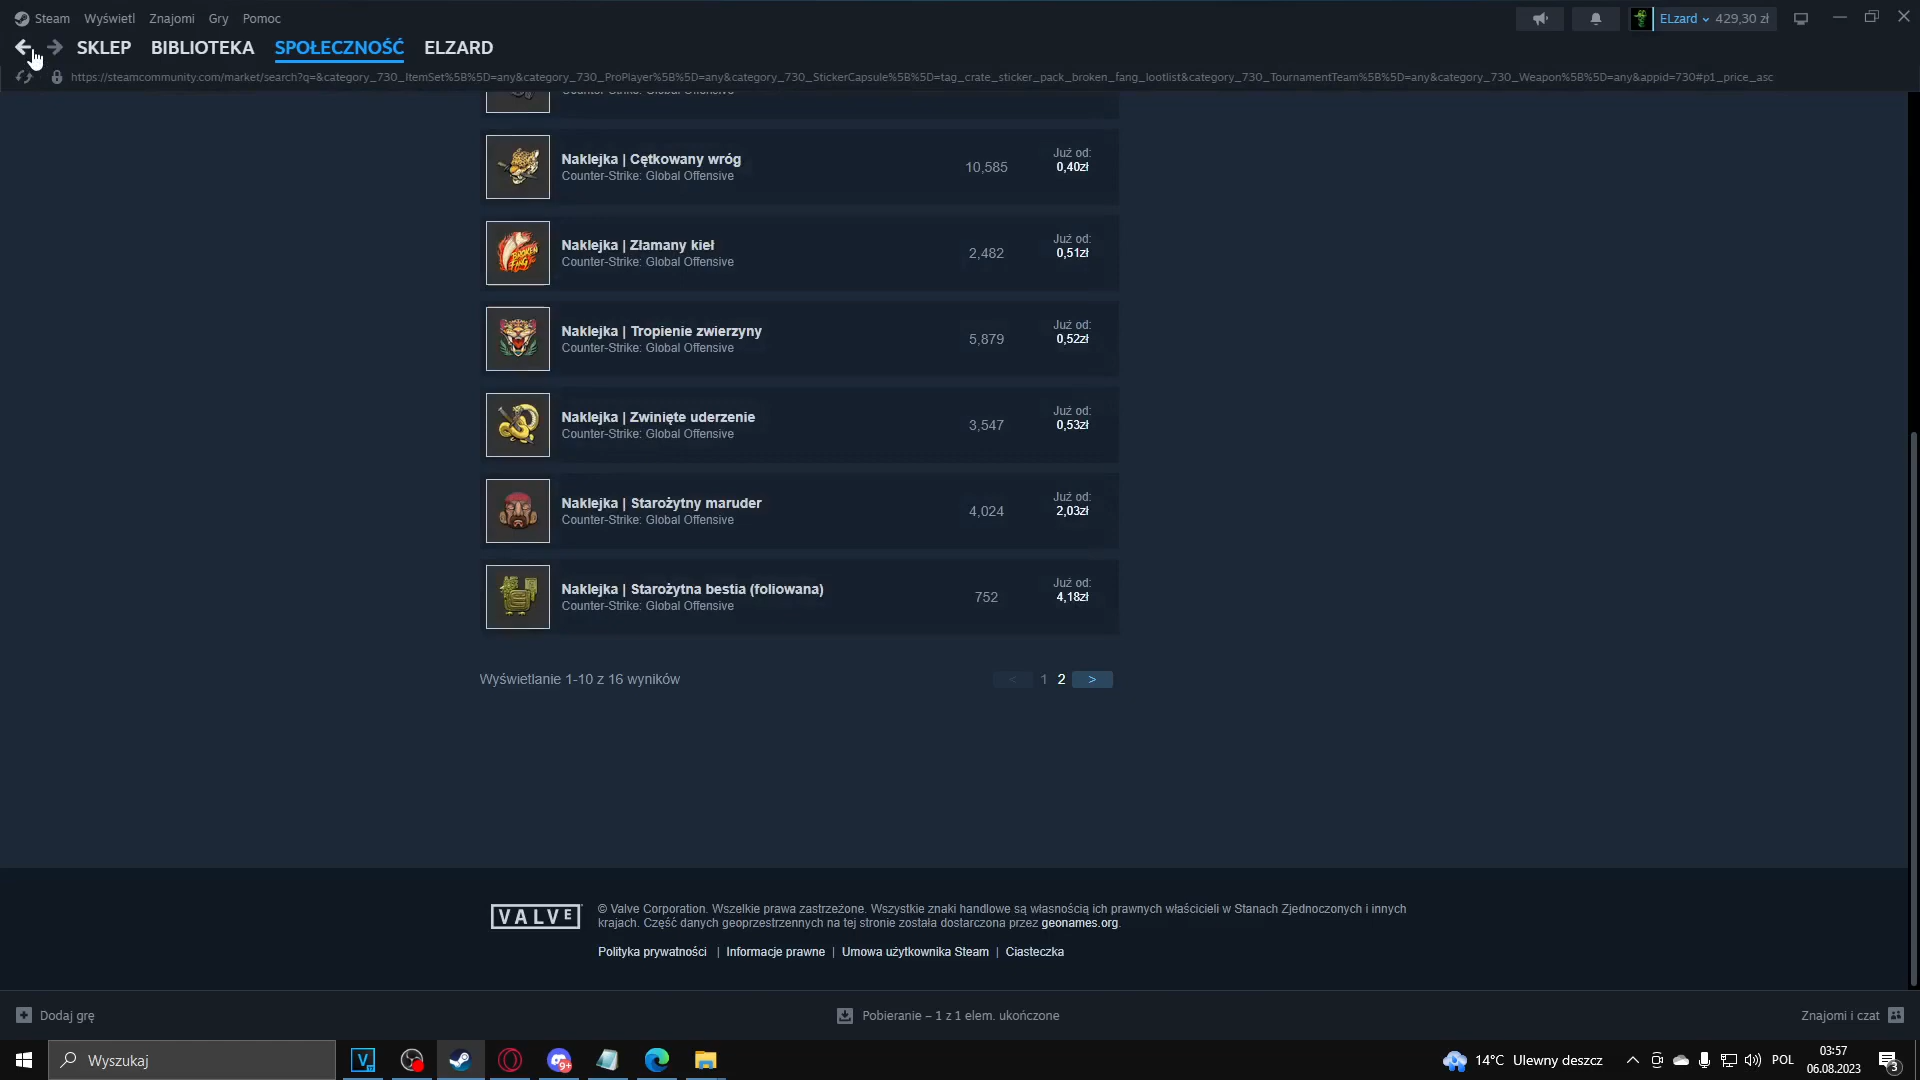 Steam Wyświetl Znajomi Gry Pomoc
ELzard 429,30 zł
SKLEP BIBLIOTEKA SPOŁECZNOŚĆ ELZARD
https://steamcommunity.com/market/search?q=&category_730_ItemSet%5B%5D=any&category_730_ProPlayer%5B%5D=any&category_730_StickerCapsule%5B%5D=tag_crate_sticker_pack_broken_fang_lootlist&category_730_TournamentTeam%5B%5D=any&category_730_Weapon%5B%5D=any&appid=730#p1_price_asc
Counter-Strike: Global Offensive
Naklejka | Cętkowany wróg
Counter-Strike: Global Offensive
10,585
Już od:
0,40zł
BROKEN FANG
Naklejka | Złamany kieł
Counter-Strike: Global Offensive
2,482
Już od:
0,51zł
Naklejka | Tropienie zwierzyny
Counter-Strike: Global Offensive
5,879
Już od:
0,52zł
Naklejka | Zwinięte uderzenie
Counter-Strike: Global Offensive
3,547
Już od:
0,53zł
Naklejka | Starożytny maruder
Counter-Strike: Global Offensive
4,024
Już od:
2,03zł
Naklejka | Starożytna bestia (foliowana)
Counter-Strike: Global Offensive
752
Już od:
4,18zł
Wyświetlanie 1-10 z 16 wyników
< 1 2 >
VALVE
© Valve Corporation. Wszelkie prawa zastrzeżone. Wszystkie znaki handlowe są własnością ich prawnych właścicieli w Stanach Zjednoczonych i innych
krajach. Część danych geoprzestrzennych na tej stronie została dostarczona przez geonames.org.
Polityka prywatności | Informacje prawne | Umowa użytkownika Steam | Ciasteczka
Dodaj grę
Pobieranie – 1 z 1 elem. ukończone
Znajomi i czat
Wyszukaj
14°C Ulewny deszcz
POL
03:57
06.08.2023
3